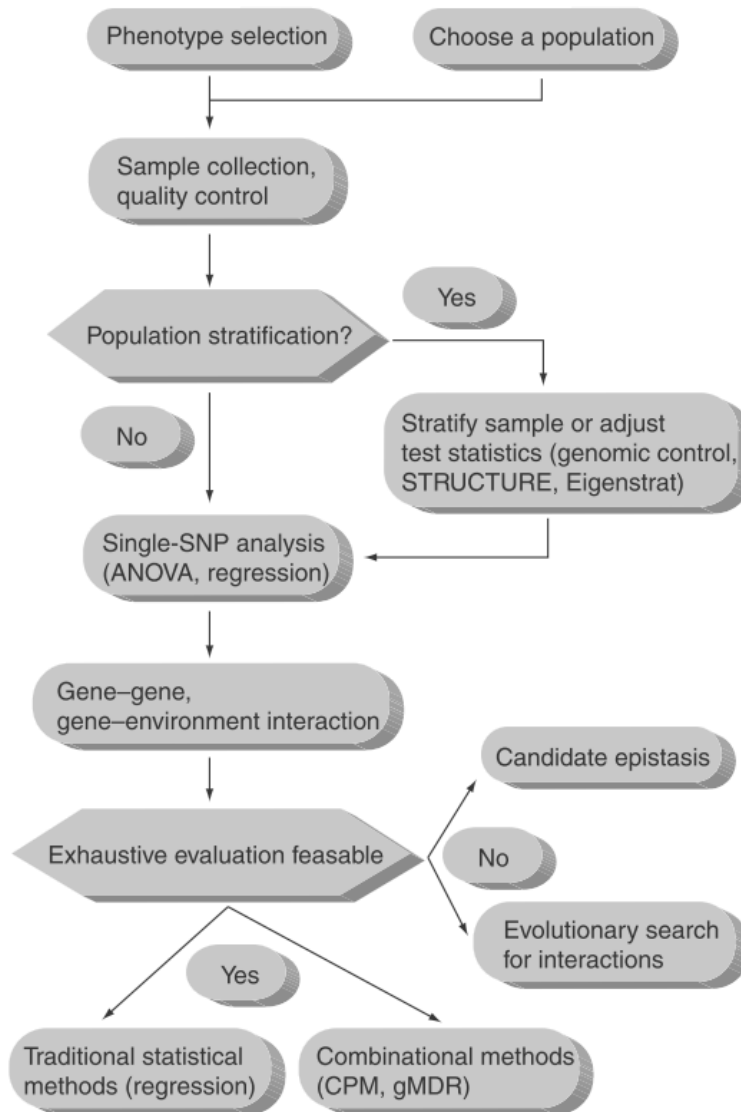 Phenotype selection
Choose a population
Sample collection,
quality control
Yes
Population stratification?
No
Stratify sample or adjust
test statistics (genomic control,
STRUCTURE, Eigenstrat)
Single-SNP analysis
(ANOVA, regression)
Gene–gene,
gene–environment interaction
Candidate epistasis
Exhaustive evaluation feasable
No
Evolutionary search
for interactions
Yes
Traditional statistical
methods (regression)
Combinational methods
(CPM, gMDR)